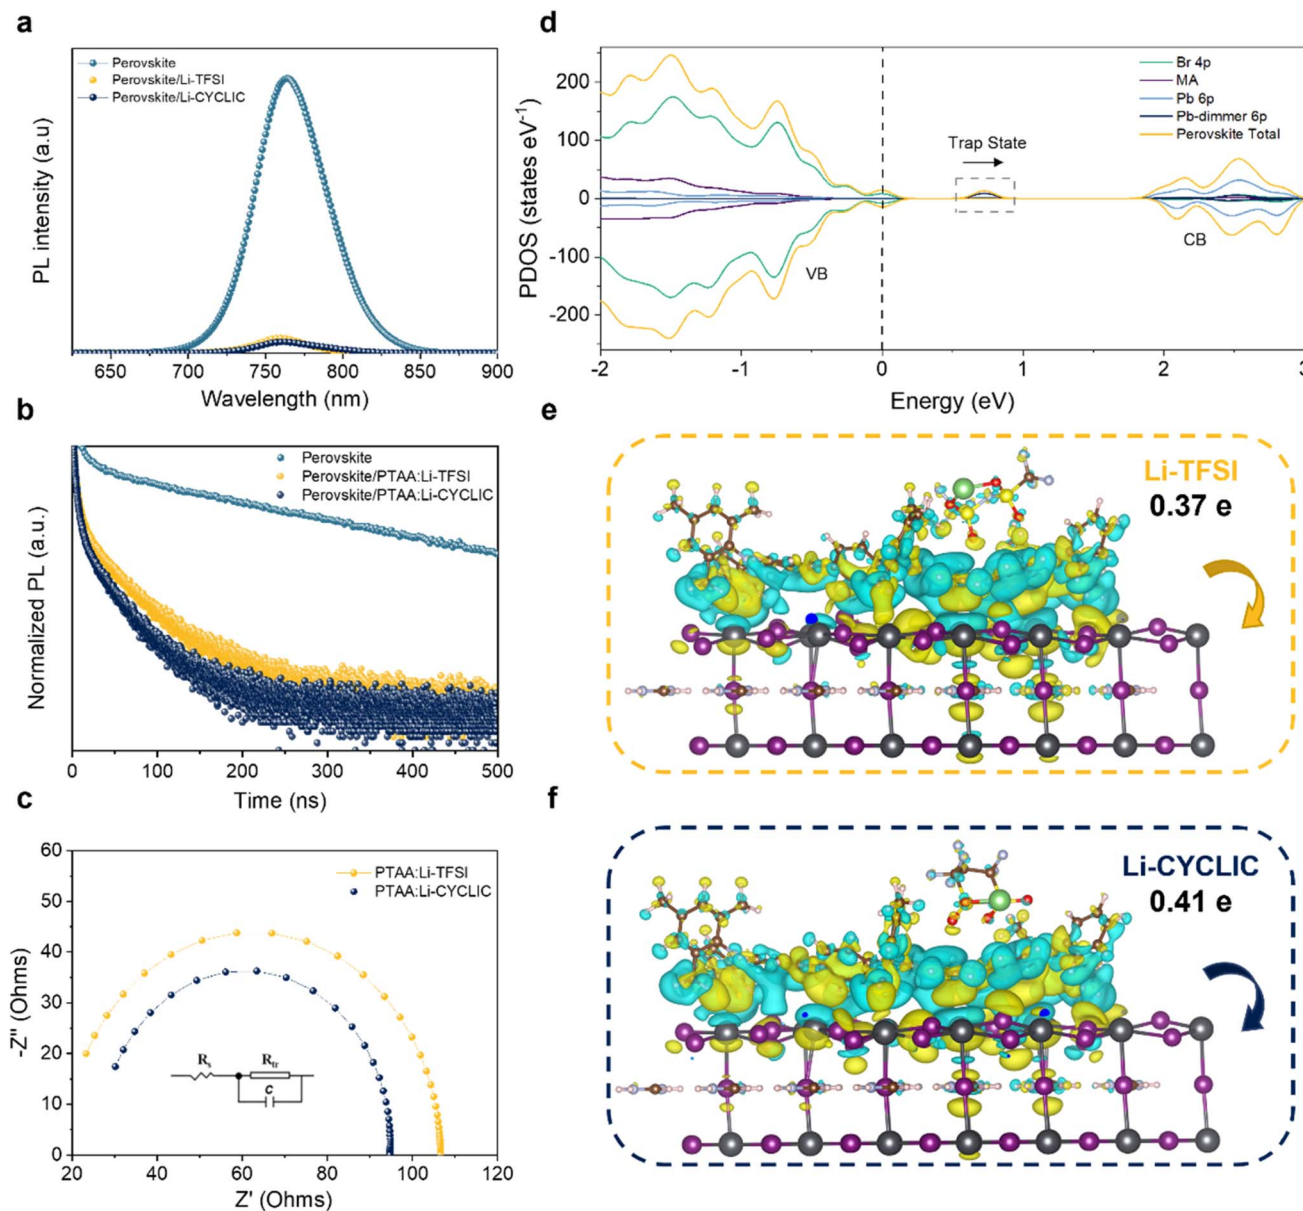 a
Perovskite
Perovskite/Li-TFSI
Perovskite/Li-CYCLIC
PL intensity (a.u)
650 700 750 800 850 900
Wavelength (nm)
b
Perovskite
Perovskite/PTAA:Li-TFSI
Perovskite/PTAA:Li-CYCLIC
Normalized PL (a.u.)
0 100 200 300 400 500
Time (ns)
c
60
50
40
30
20
10
0
-Z" (Ohms)
PTAA:Li-TFSI
PTAA:Li-CYCLIC
Rs
Rtr
C
20 40 60 80 100 120
Z' (Ohms)
d
200
100
0
-100
-200
PDOS (states eV⁻¹)
Br 4p
MA
Pb 6p
Pb-dimmer 6p
Perovskite Total
Trap State
VB
CB
-2 -1 0 1 2 3
Energy (eV)
e
Li-TFSI
0.37 e
f
Li-CYCLIC
0.41 e